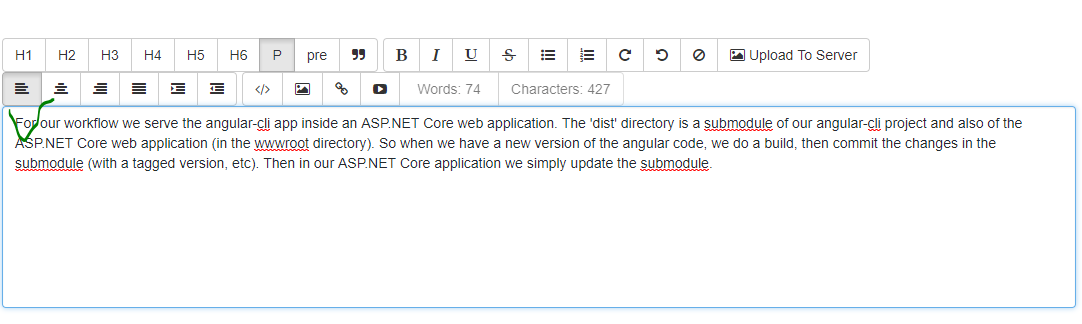 H1 H2 H3 H4 H5 H6 P pre ❞ B I U S Upload To Server
</> Words: 74 Characters: 427
For our workflow we serve the angular-cli app inside an ASP.NET Core web application. The 'dist' directory is a submodule of our angular-cli project and also of the
ASP.NET Core web application (in the wwwroot directory). So when we have a new version of the angular code, we do a build, then commit the changes in the
submodule (with a tagged version, etc). Then in our ASP.NET Core application we simply update the submodule.